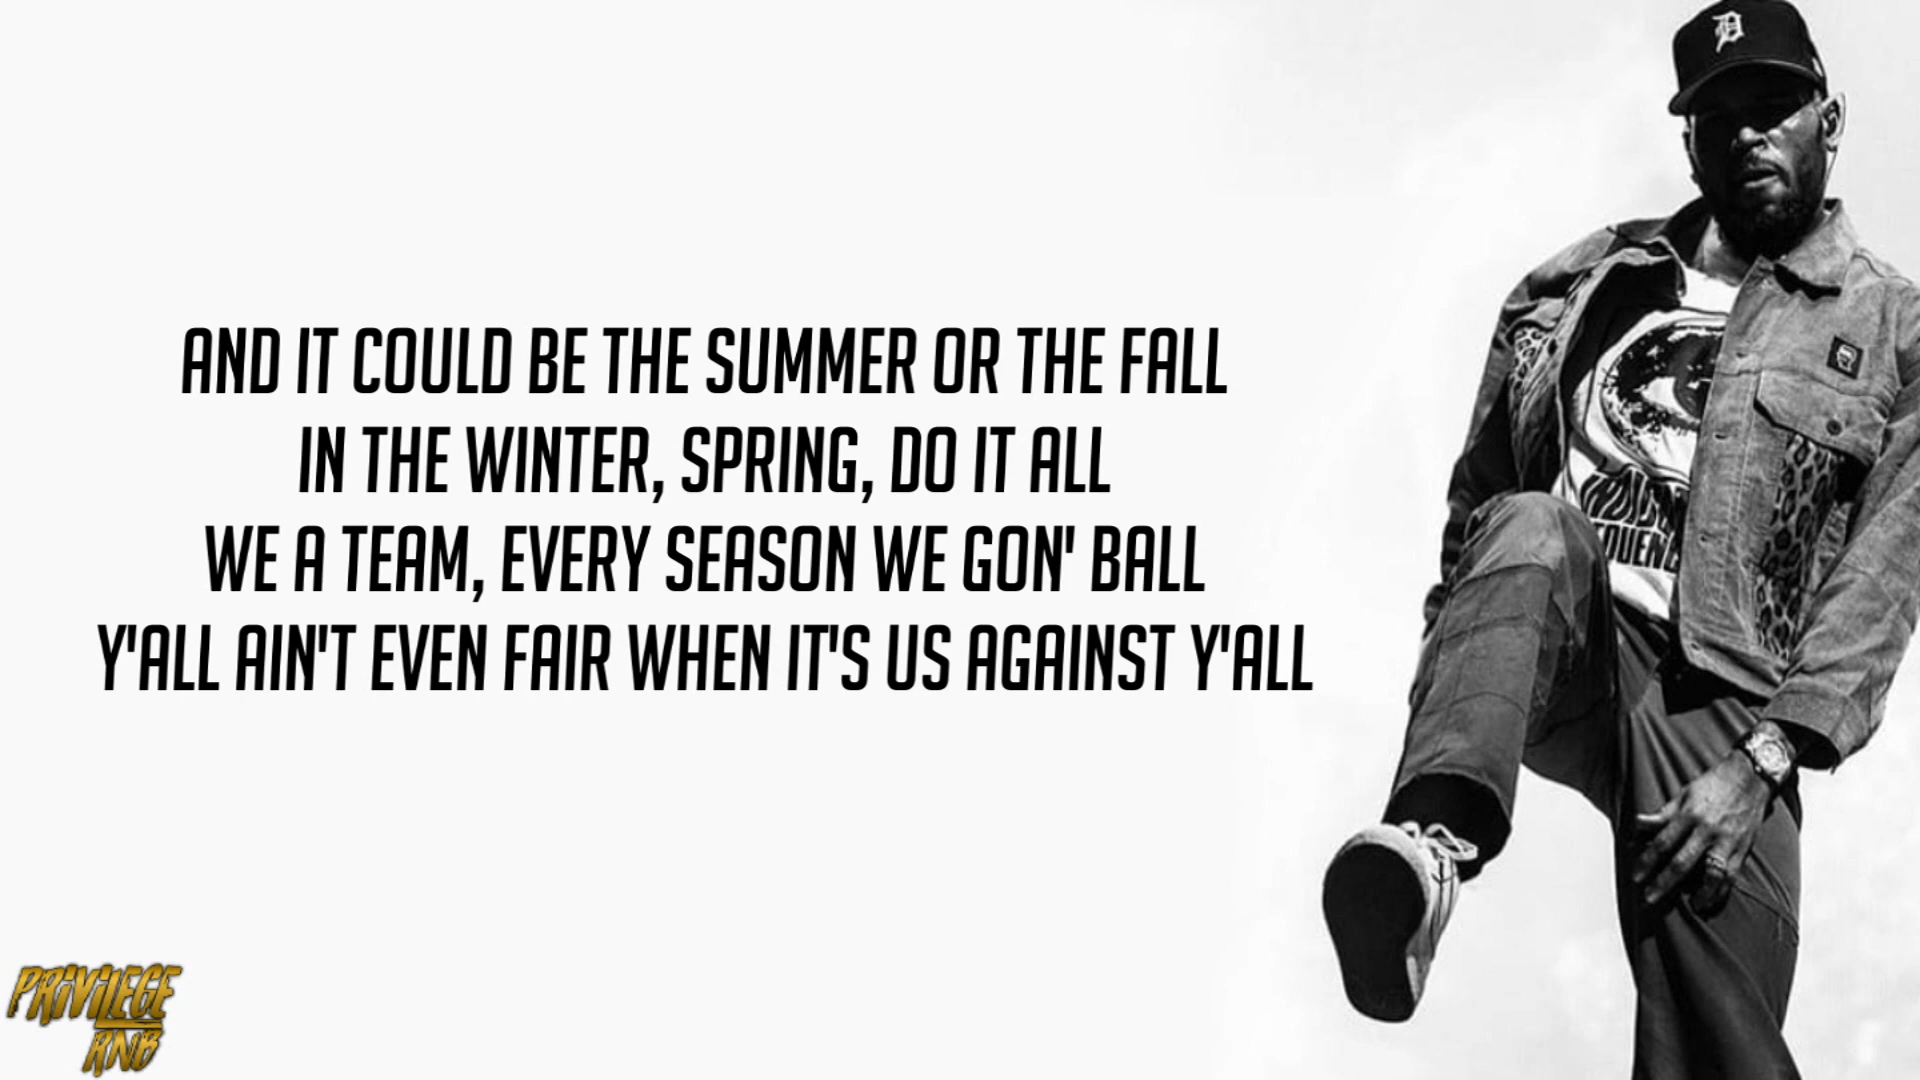 D
AND IT COULD BE THE SUMMER OR THE FALL
IN THE WINTER, SPRING, DO IT ALL
WE A TEAM, EVERY SEASON WE GON' BALL
Y'ALL AIN'T EVEN FAIR WHEN IT'S US AGAINST Y'ALL
PRIVILEGE
RNB